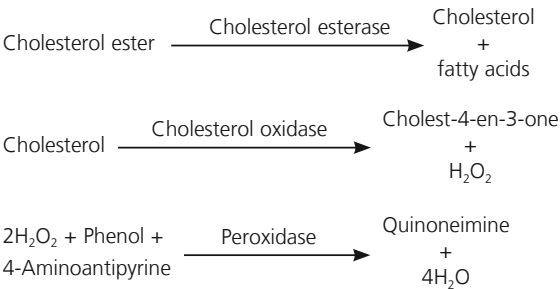 Cholesterol ester
Cholesterol esterase
Cholesterol
+
fatty acids
Cholesterol
Cholesterol oxidase
Cholest-4-en-3-one
+
H₂O₂
2H₂O₂ + Phenol +
4-Aminoantipyrine
Peroxidase
Quinoneimine
+
4H₂O